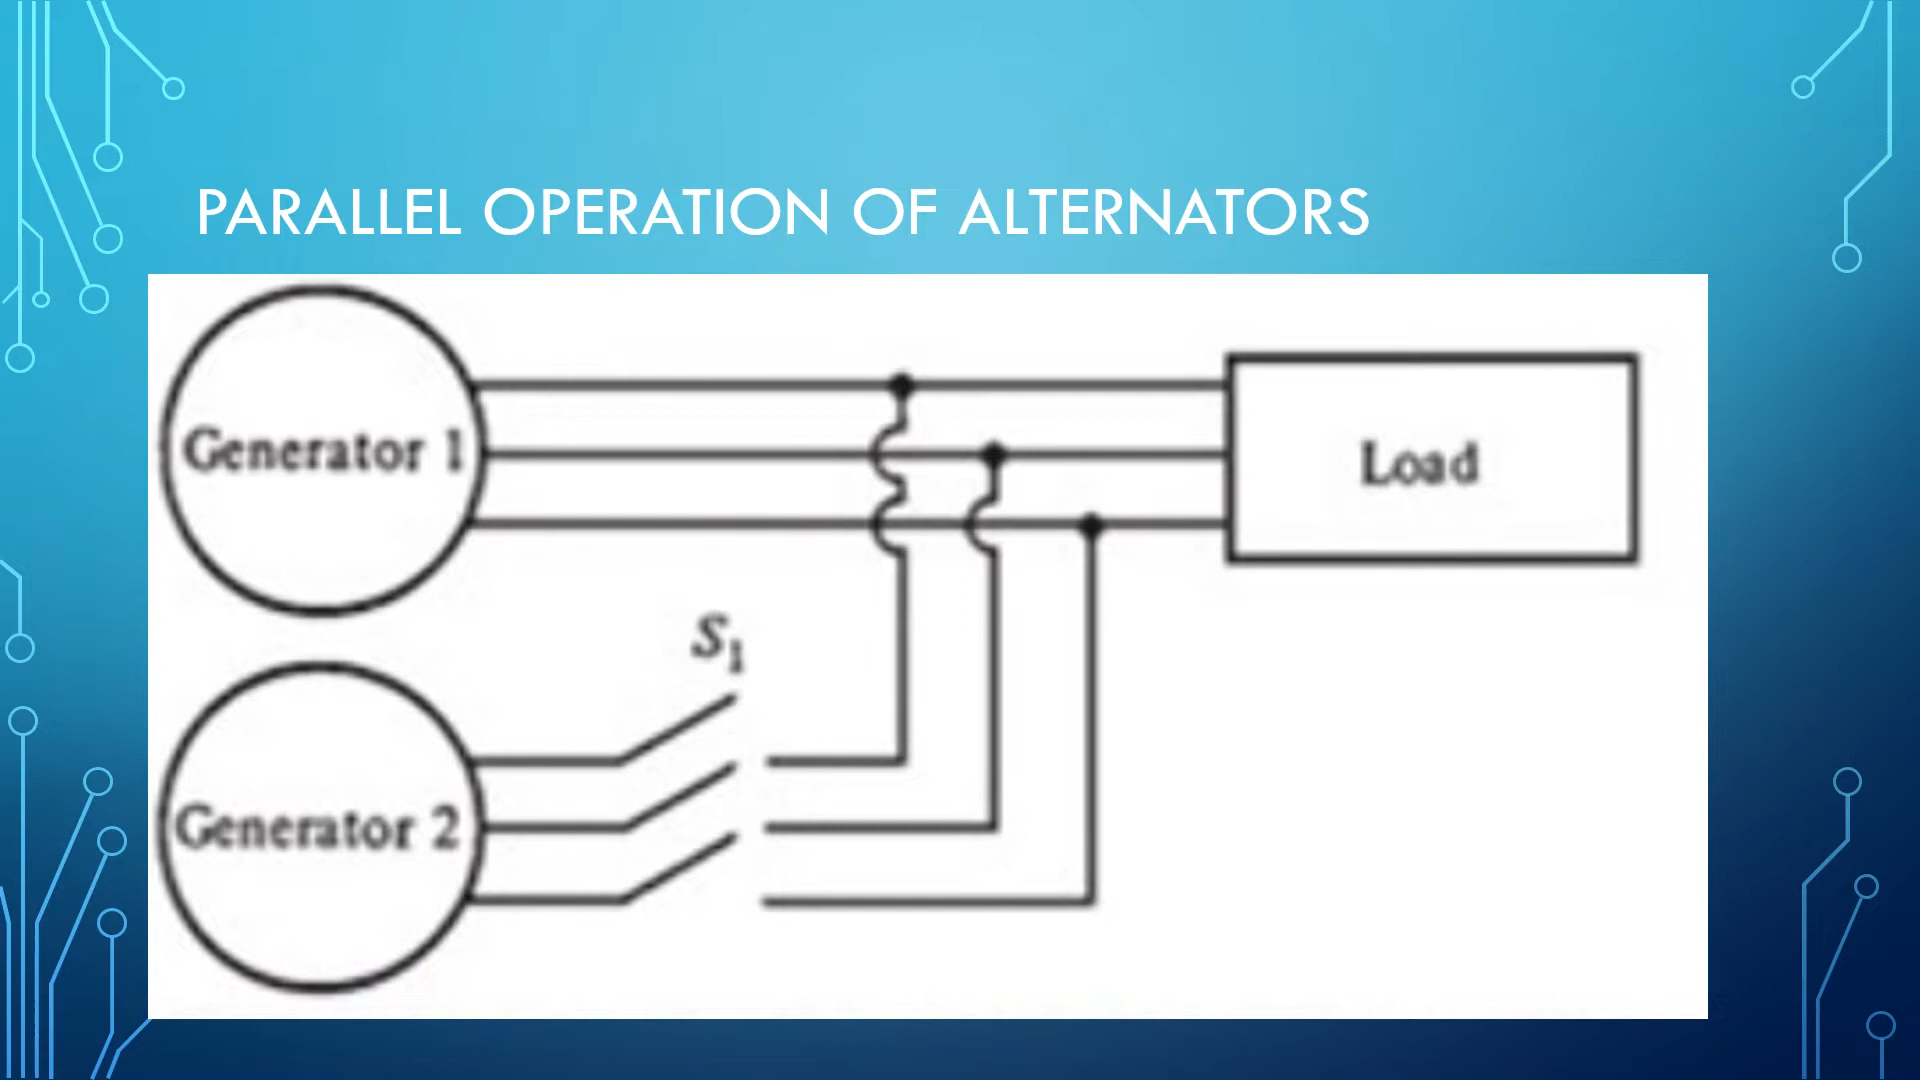 PARALLEL OPERATION OF ALTERNATORS
Generator 1
Load
S₁
Generator 2